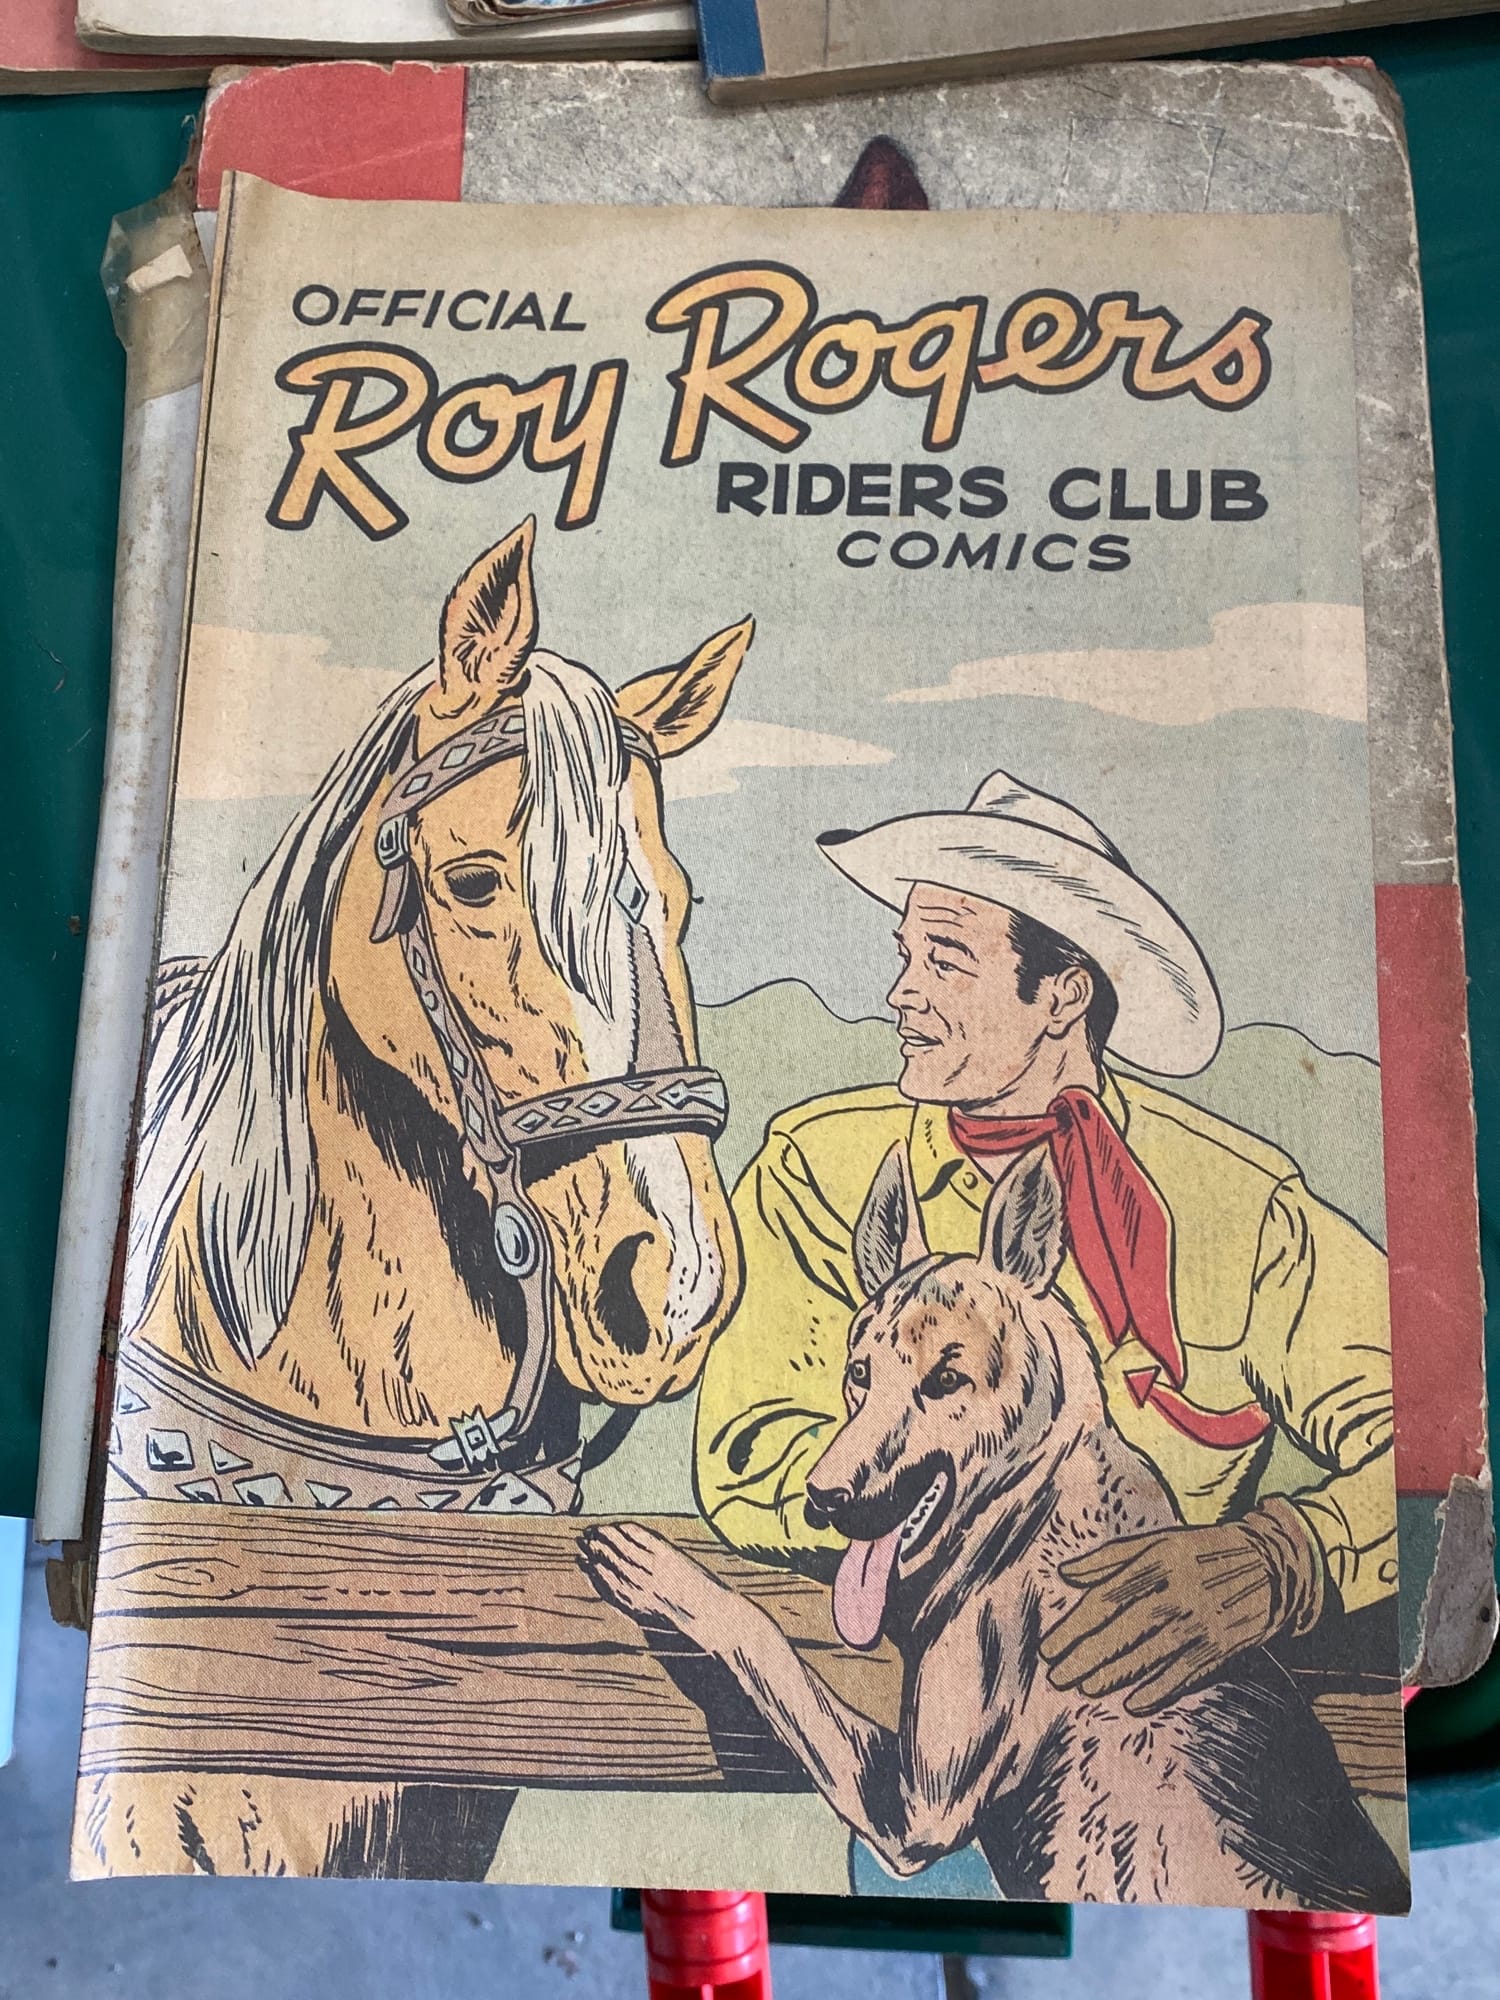 OFFICIAL
Roy Rogers
RIDERS CLUB
COMICS